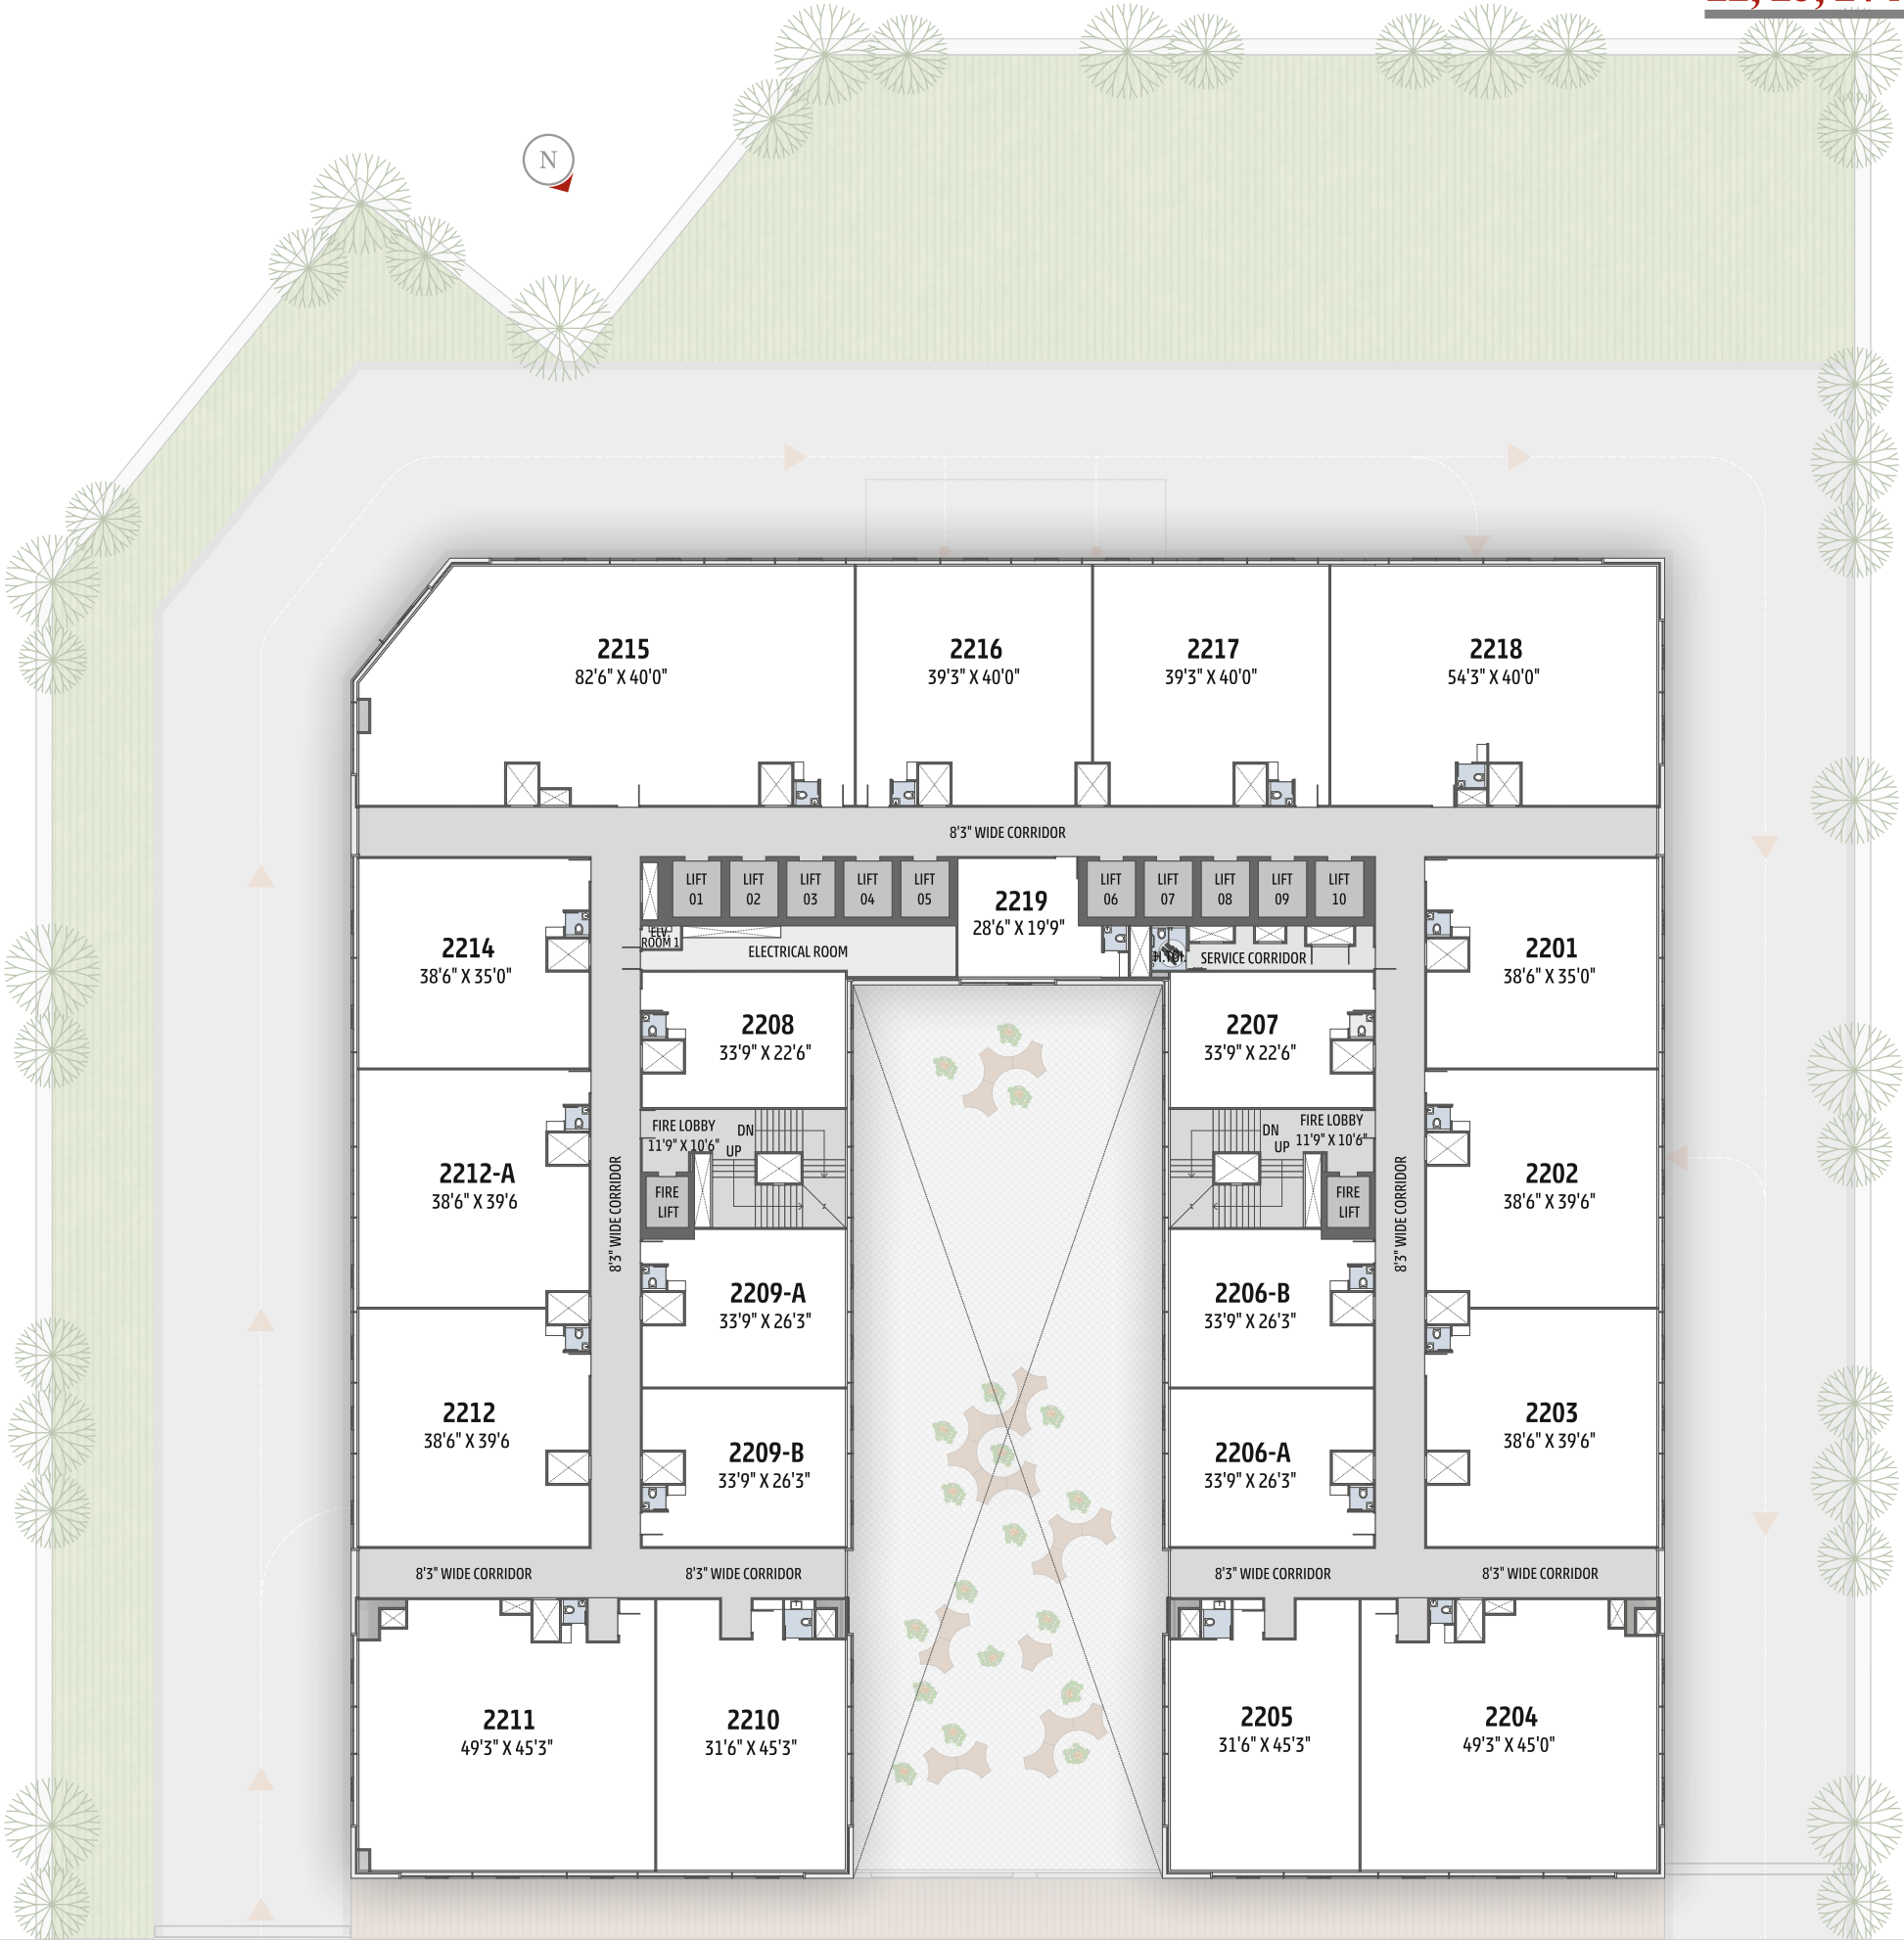 N
2215
82'6" X 40'0"
2216
39'3" X 40'0"
2217
39'3" X 40'0"
2218
54'3" X 40'0"
8'3" WIDE CORRIDOR
LIFT
01
LIFT
02
LIFT
03
LIFT
04
LIFT
05
2219
28'6" X 19'9"
LIFT
06
LIFT
07
LIFT
08
LIFT
09
LIFT
10
ELV.
ROOM 1
ELECTRICAL ROOM
SERVICE CORRIDOR
2214
38'6" X 35'0"
2201
38'6" X 35'0"
2208
33'9" X 22'6"
2207
33'9" X 22'6"
FIRE LOBBY
11'9" X 10'6"
DN
UP
FIRE
LIFT
DN
UP
FIRE LOBBY
11'9" X 10'6"
FIRE
LIFT
2212-A
38'6" X 39'6
8'3" WIDE CORRIDOR
8'3" WIDE CORRIDOR
2202
38'6" X 39'6"
2209-A
33'9" X 26'3"
2206-B
33'9" X 26'3"
2212
38'6" X 39'6
2209-B
33'9" X 26'3"
2206-A
33'9" X 26'3"
2203
38'6" X 39'6"
8'3" WIDE CORRIDOR
8'3" WIDE CORRIDOR
8'3" WIDE CORRIDOR
8'3" WIDE CORRIDOR
2211
49'3" X 45'3"
2210
31'6" X 45'3"
2205
31'6" X 45'3"
2204
49'3" X 45'0"